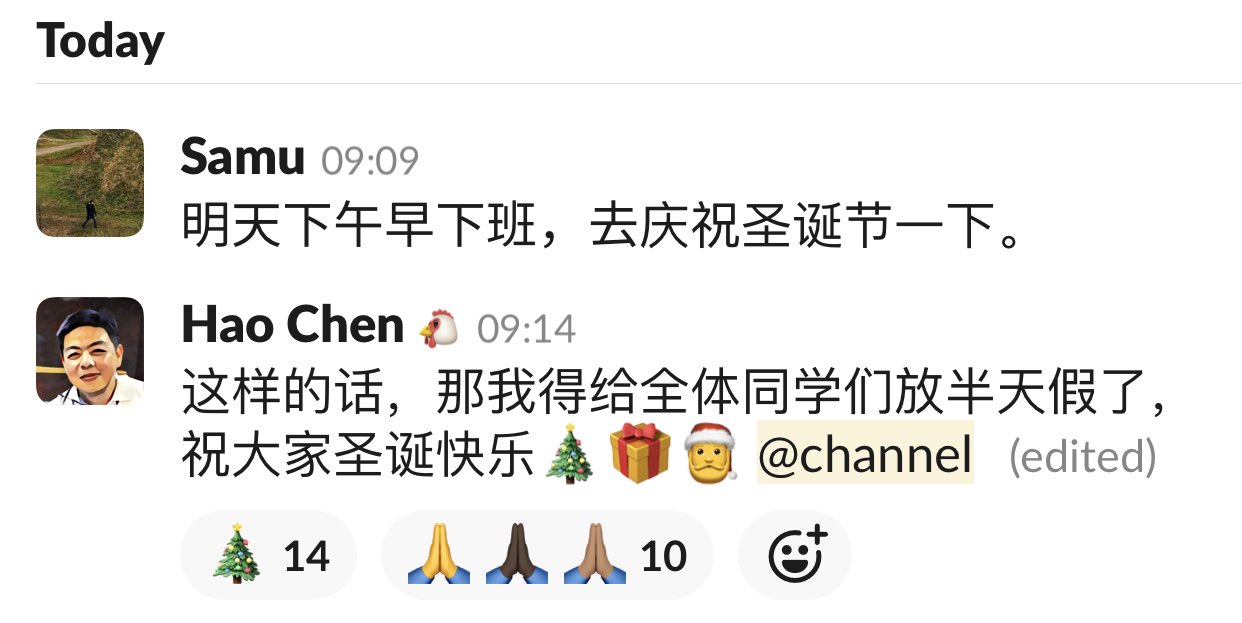 Today
Samu 09:09
明天下午早下班，去庆祝圣诞节一下。
Hao Chen 🐔 09:14
这样的话，那我得给全体同学们放半天假了，
祝大家圣诞快乐🎄🎁🎅 @channel (edited)
🎄 14 🙏🙏🏿🙏🏽 10